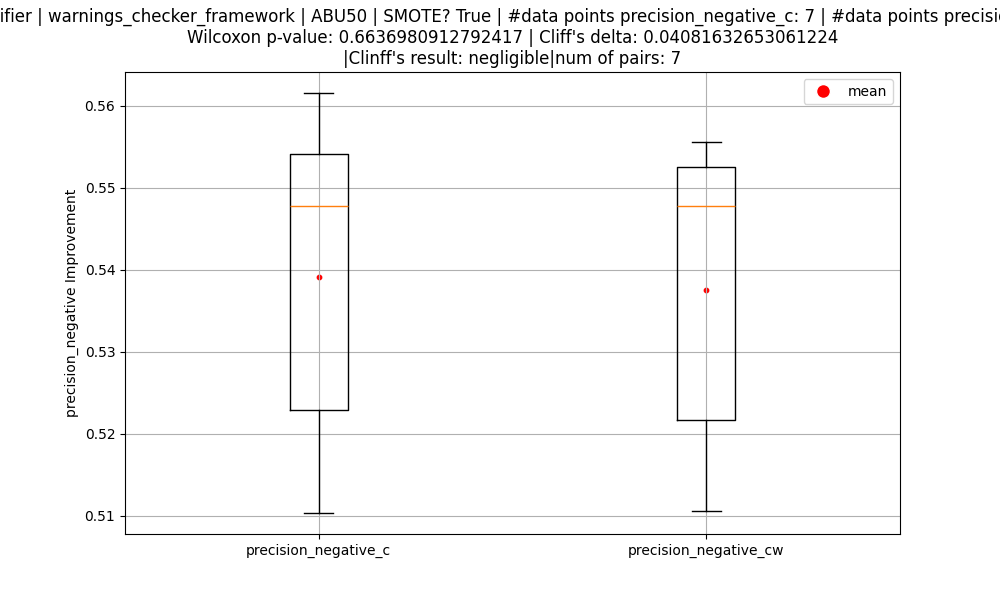 ifier | warnings_checker_framework | ABU50 | SMOTE? True | #data points precision_negative_c: 7 | #data points precisio
Wilcoxon p-value: 0.6636980912792417 | Cliff's delta: 0.04081632653061224
|Clinff's result: negligible|num of pairs: 7
mean
0.56
0.55
0.54
0.53
0.52
0.51
precision_negative Improvement
precision_negative_c
precision_negative_cw